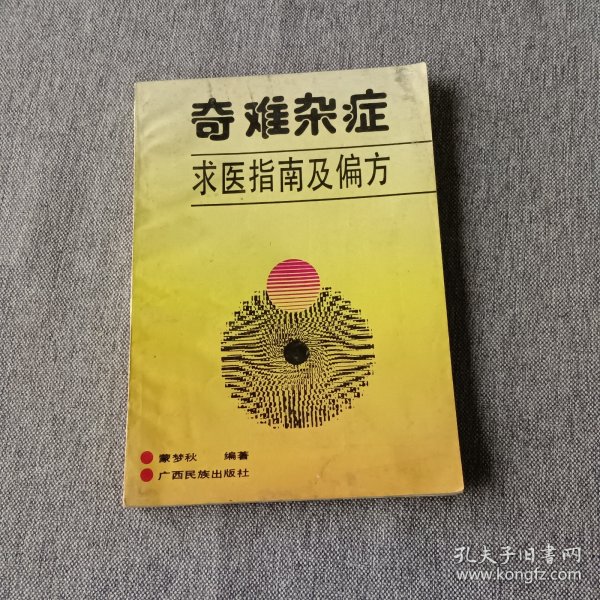 奇难杂症
求医指南及偏方
蒙梦秋 编著
广西民族出版社
孔夫子旧书网
www.kongfz.com